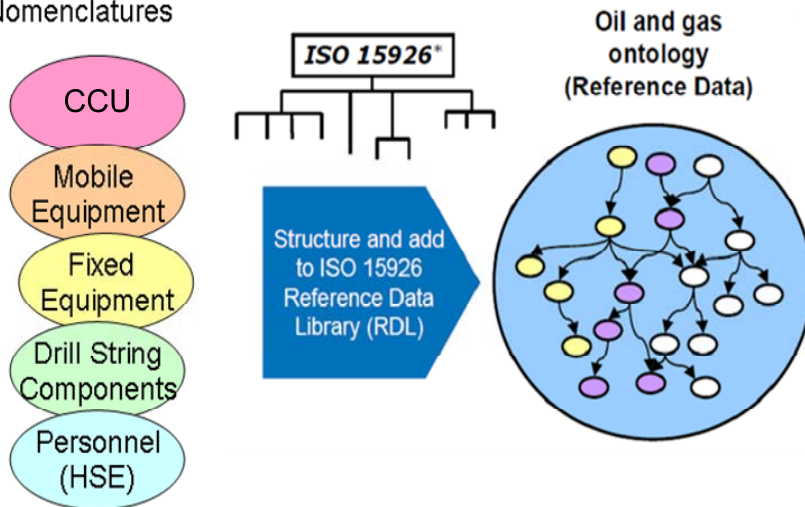 Nomenclatures
CCU
Mobile
Equipment
Fixed
Equipment
Drill String
Components
Personnel
(HSE)
ISO 15926*
Structure and add
to ISO 15926
Reference Data
Library (RDL)
Oil and gas
ontology
(Reference Data)